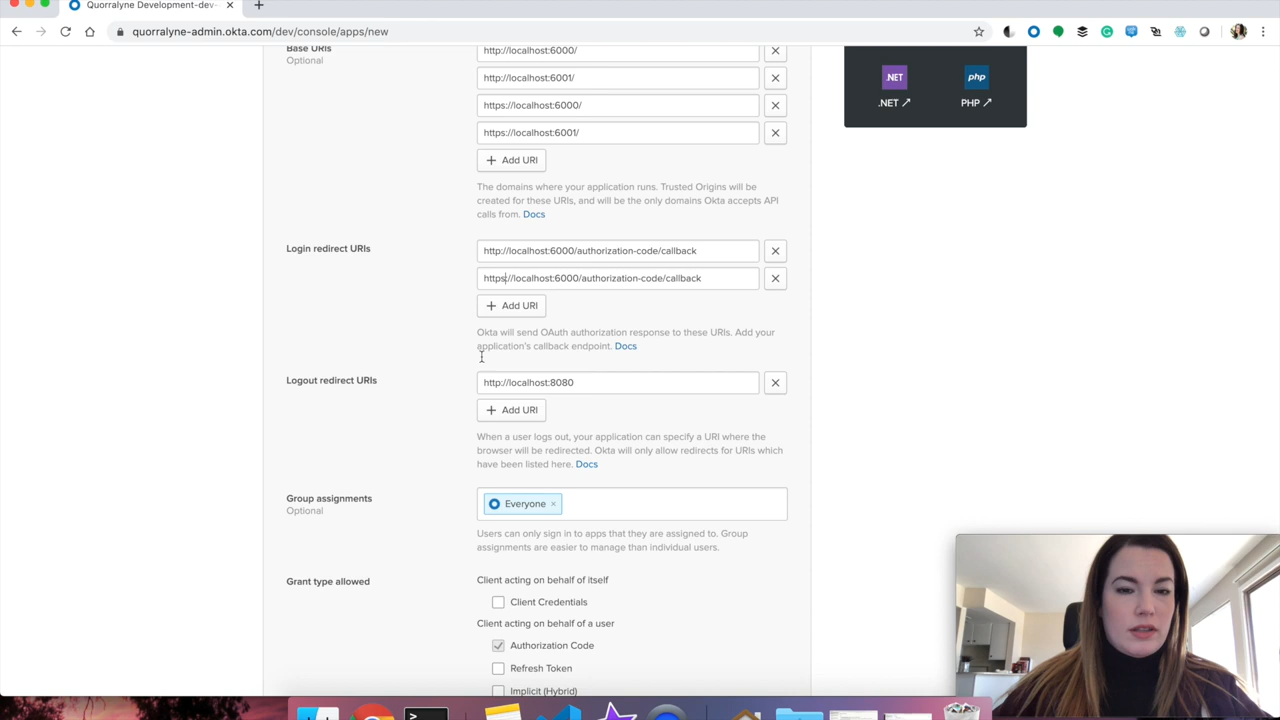 Quorralyne Development-dev-
quorralyne-admin.okta.com/dev/console/apps/new
Base URIs
Optional
http://localhost:6000/
http://localhost:6001/
https://localhost:6000/
https://localhost:6001/
Add URI
The domains where your application runs. Trusted Origins will be
created for these URIs, and will be the only domains Okta accepts API
calls from. Docs
Login redirect URIs
http://localhost:6000/authorization-code/callback
https://localhost:6000/authorization-code/callback
Add URI
Okta will send OAuth authorization response to these URIs. Add your
application's callback endpoint. Docs
Logout redirect URIs
http://localhost:8080
Add URI
When a user logs out, your application can specify a URI where the
browser will be redirected. Okta will only allow redirects for URIs which
have been listed here. Docs
Group assignments
Optional
Everyone
Users can only sign in to apps that they are assigned to. Group
assignments are easier to manage than individual users.
Grant type allowed
Client acting on behalf of itself
Client Credentials
Client acting on behalf of a user
Authorization Code
Refresh Token
Implicit (Hybrid)
.NET
php
.NET
PHP